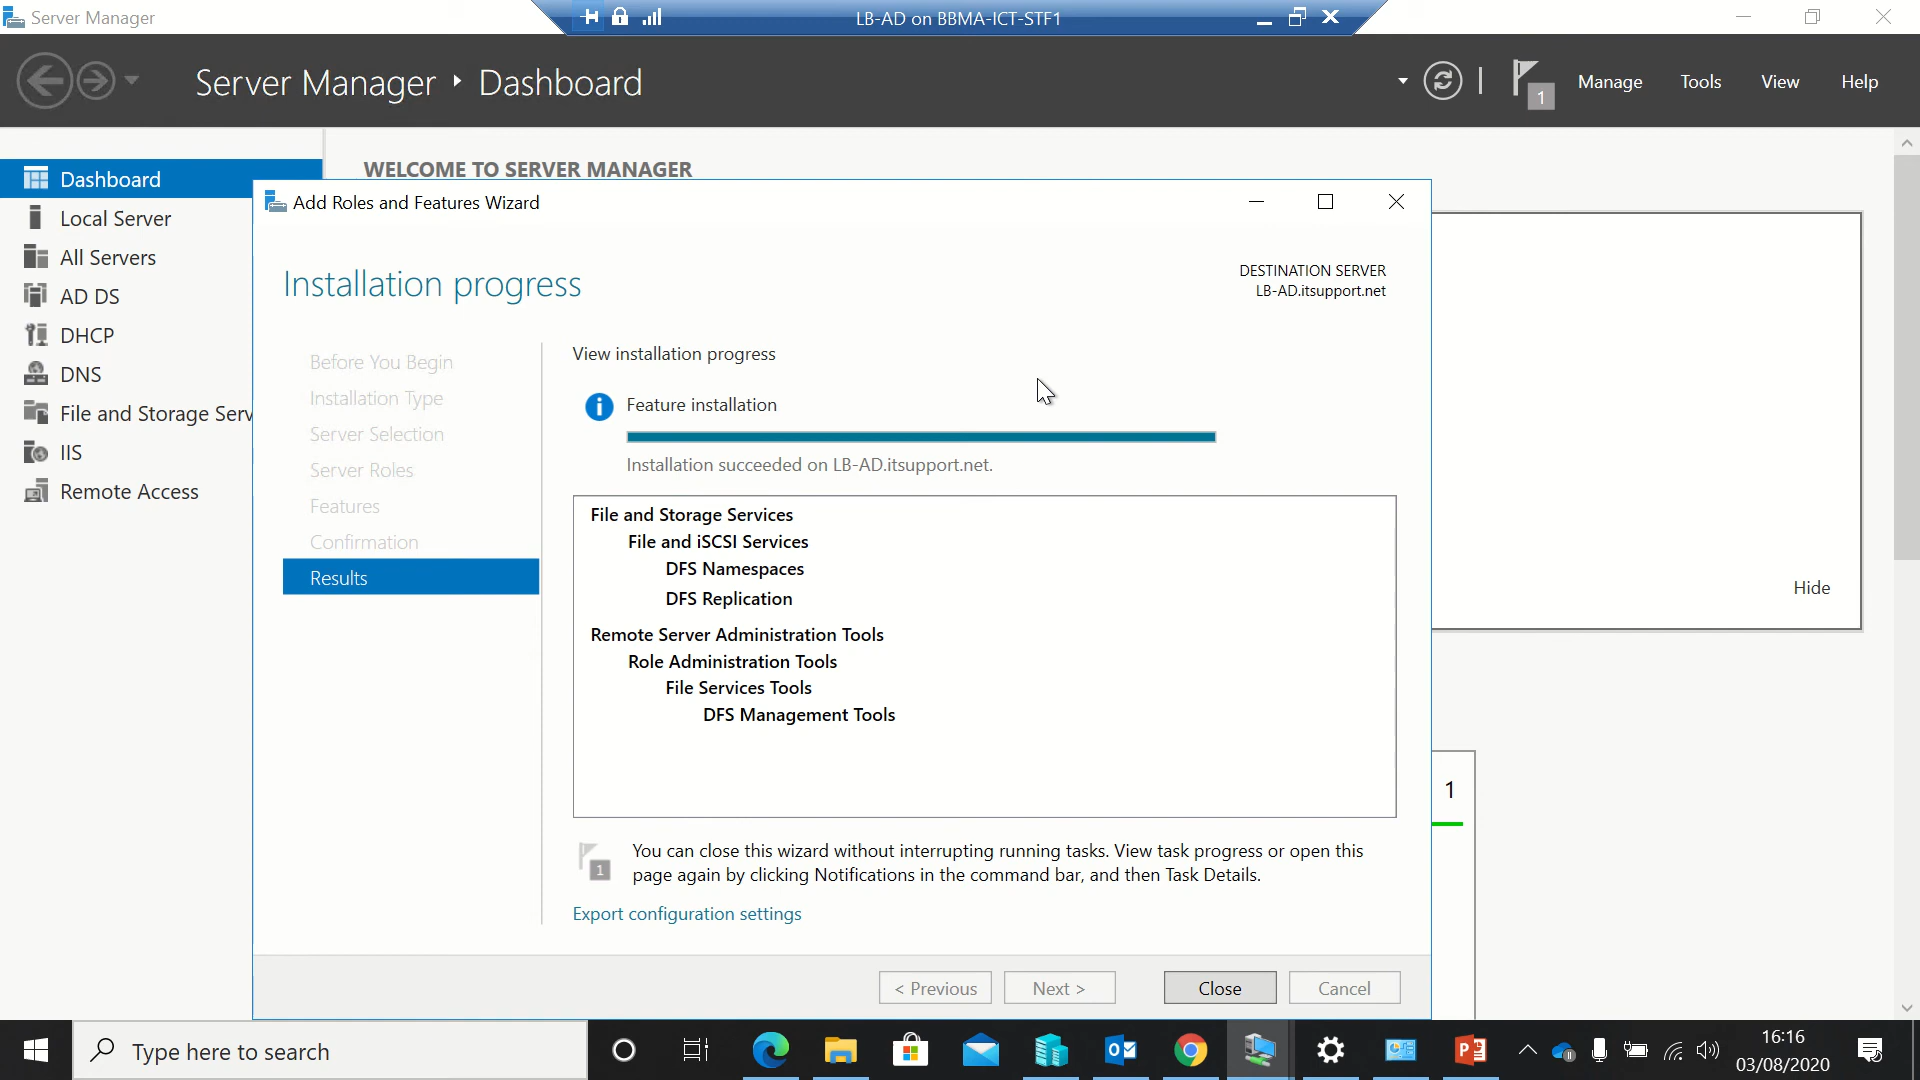 Server Manager
LB-AD on BBMA-ICT-STF1
Server Manager Dashboard
1
Manage
Tools
View
Help
Dashboard
Local Server
All Servers
AD DS
DHCP
DNS
File and Storage Serv
IIS
Remote Access
WELCOME TO SERVER MANAGER
Add Roles and Features Wizard
Installation progress
DESTINATION SERVER
LB-AD.itsupport.net
Before You Begin
Installation Type
Server Selection
Server Roles
Features
Confirmation
Results
View installation progress
Feature installation
Installation succeeded on LB-AD.itsupport.net.
File and Storage Services
File and iSCSI Services
DFS Namespaces
DFS Replication
Remote Server Administration Tools
Role Administration Tools
File Services Tools
DFS Management Tools
1
You can close this wizard without interrupting running tasks. View task progress or open this
page again by clicking Notifications in the command bar, and then Task Details.
Export configuration settings
< Previous
Next >
Close
Cancel
Hide
1
Type here to search
16:16
03/08/2020